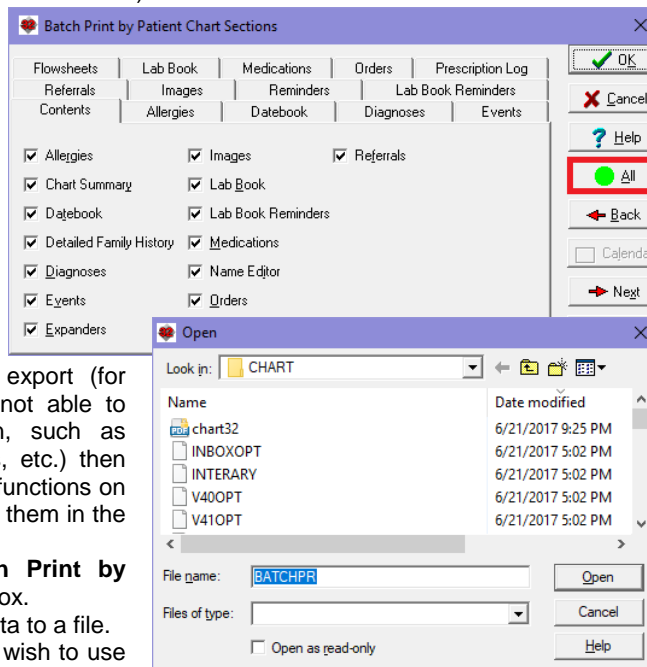 Batch Print by Patient Chart Sections
Flowsheets Lab Book Medications Orders Prescription Log
Referrals Images Reminders Lab Book Reminders
Contents Allergies Datebook Diagnoses Events
Allergies Images Referrals
Chart Summary Lab Book
Datebook Lab Book Reminders
Detailed Family History Medications
Diagnoses Name Editor
Events Orders
Expanders
OK
Cancel
Help
All
Back
Calenda
Next
export (for
not able to
, such as
, etc.) then
functions on
them in the
Print by
ox.
ta to a file.
wish to use
Open
Look in: CHART
Name Date modified
chart32 6/21/2017 9:25 PM
INBOXOPT 6/21/2017 5:02 PM
INTERARY 6/21/2017 5:02 PM
V40OPT 6/21/2017 5:02 PM
V41OPT 6/21/2017 5:02 PM
File name: BATCHPR Open
Files of type: Cancel
Open as read-only Help